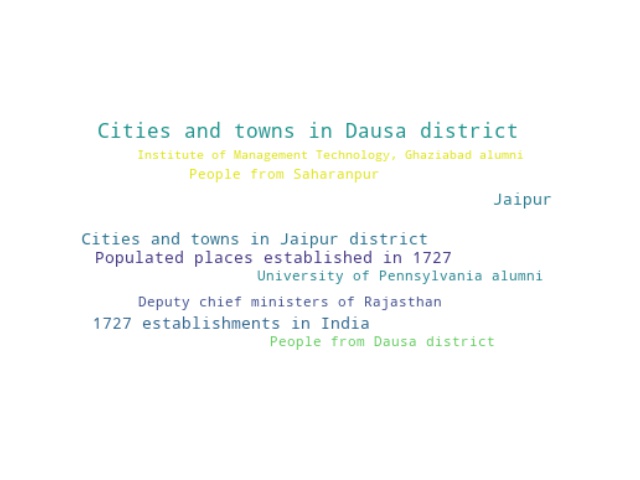 Cities and towns in Dausa district
Institute of Management Technology, Ghaziabad alumni
People from Saharanpur
Jaipur
Cities and towns in Jaipur district
Populated places established in 1727
University of Pennsylvania alumni
Deputy chief ministers of Rajasthan
1727 establishments in India
People from Dausa district